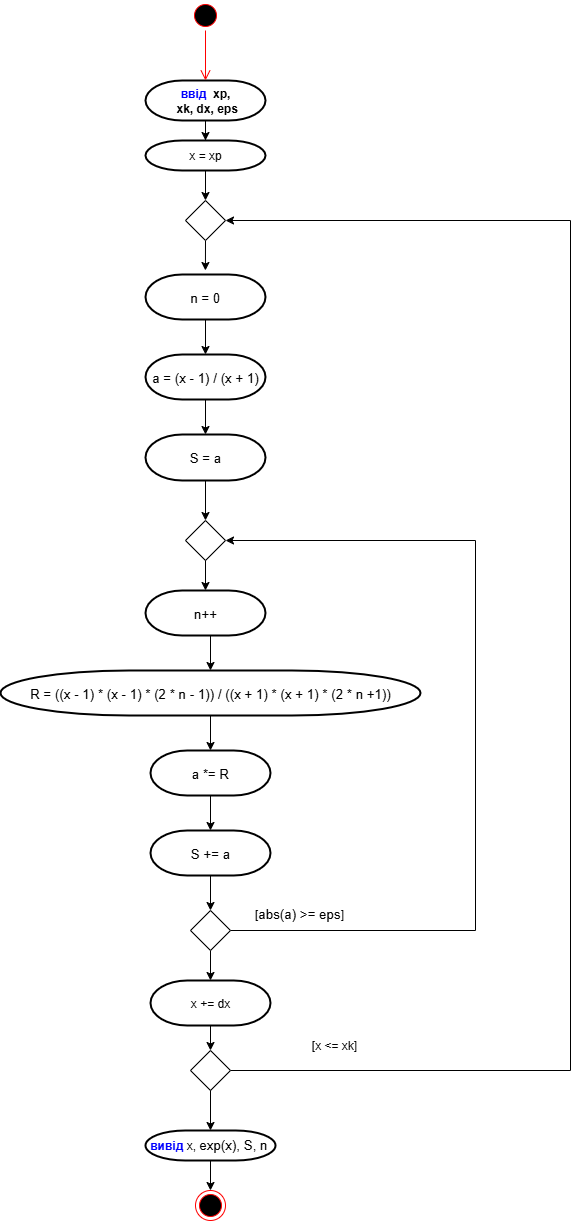 ввід xp,
xk, dx, eps
x = xp
n = 0
a = (x - 1) / (x + 1)
S = a
n++
R = ((x - 1) * (x - 1) * (2 * n - 1)) / ((x + 1) * (x + 1) * (2 * n +1))
a *= R
S += a
[abs(a) >= eps]
x += dx
[x <= xk]
вивід x, exp(x), S, n